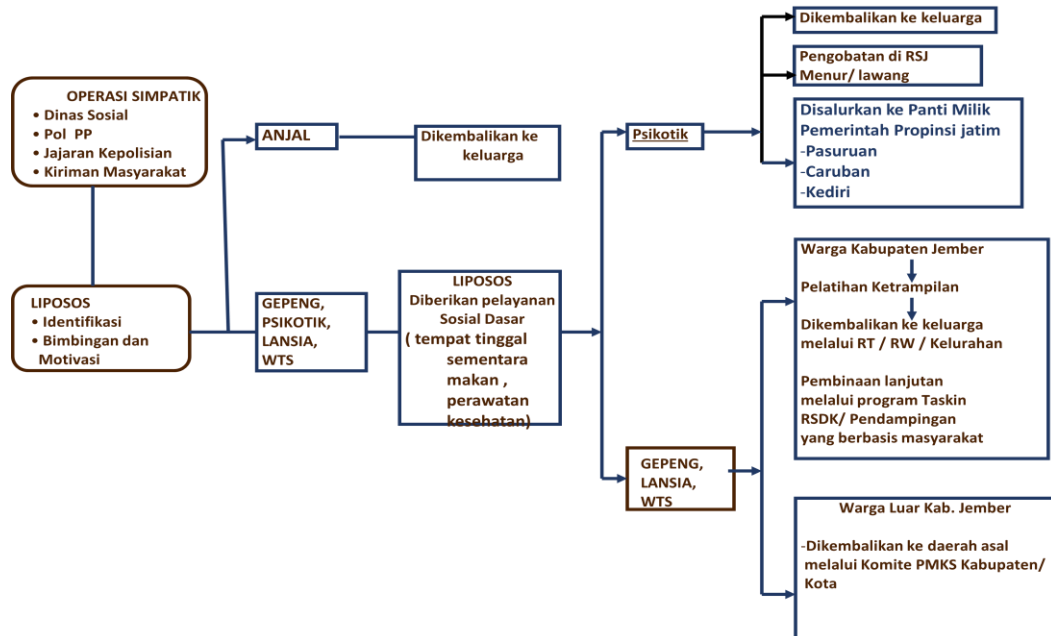 OPERASI SIMPATIK
• Dinas Sosial
• Pol PP
• Jajaran Kepolisian
• Kiriman Masyarakat
LIPOSOS
• Identifikasi
• Bimbingan dan
Motivasi
ANJAL
Dikembalikan ke
keluarga
GEPENG,
PSIKOTIK,
LANSIA,
WTS
LIPOSOS
Diberikan pelayanan
Sosial Dasar
( tempat tinggal
sementara
makan ,
perawatan
kesehatan)
Psikotik
Dikembalikan ke keluarga
Pengobatan di RSJ
Menur/ lawang
Disalurkan ke Panti Milik
Pemerintah Propinsi jatim
-Pasuruan
-Caruban
-Kediri
GEPENG,
LANSIA,
WTS
Warga Kabupaten Jember
Pelatihan Ketrampilan
Dikembalikan ke keluarga
melalui RT / RW / Kelurahan
Pembinaan lanjutan
melalui program Taskin
RSDK/ Pendampingan
yang berbasis masyarakat
Warga Luar Kab. Jember
-Dikembalikan ke daerah asal
melalui Komite PMKS Kabupaten/
Kota